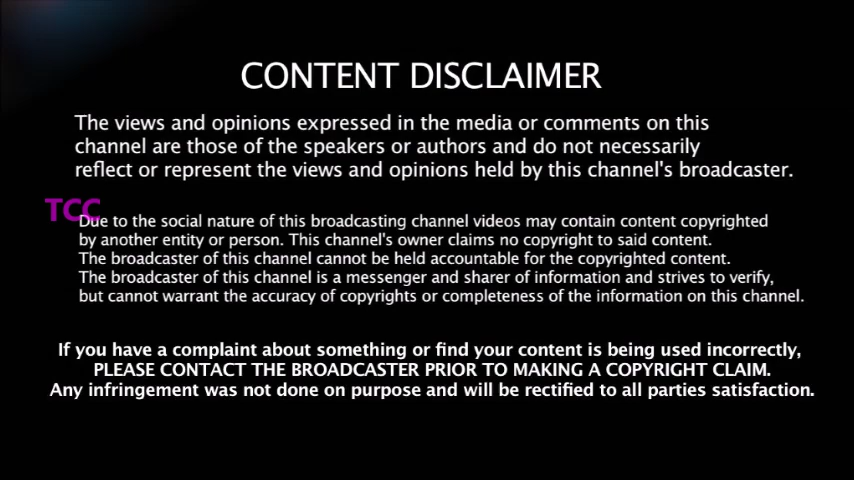 CONTENT DISCLAIMER
The views and opinions expressed in the media or comments on this
channel are those of the speakers or authors and do not necessarily
reflect or represent the views and opinions held by this channel's broadcaster.
TCC
Due to the social nature of this broadcasting channel videos may contain content copyrighted
by another entity or person. This channel's owner claims no copyright to said content.
The broadcaster of this channel cannot be held accountable for the copyrighted content.
The broadcaster of this channel is a messenger and sharer of information and strives to verify,
but cannot warrant the accuracy of copyrights or completeness of the information on this channel.
If you have a complaint about something or find your content is being used incorrectly,
PLEASE CONTACT THE BROADCASTER PRIOR TO MAKING A COPYRIGHT CLAIM.
Any infringement was not done on purpose and will be rectified to all parties satisfaction.